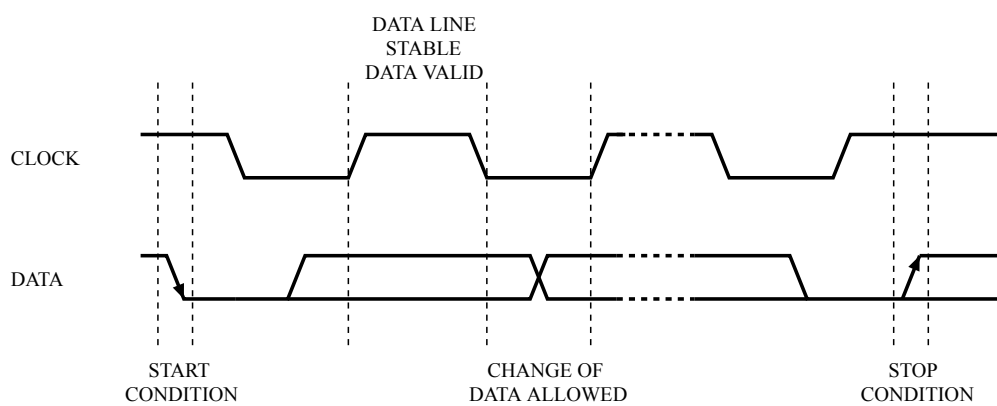 DATA LINE
STABLE
DATA VALID
CLOCK
DATA
START
CONDITION
CHANGE OF
DATA ALLOWED
STOP
CONDITION